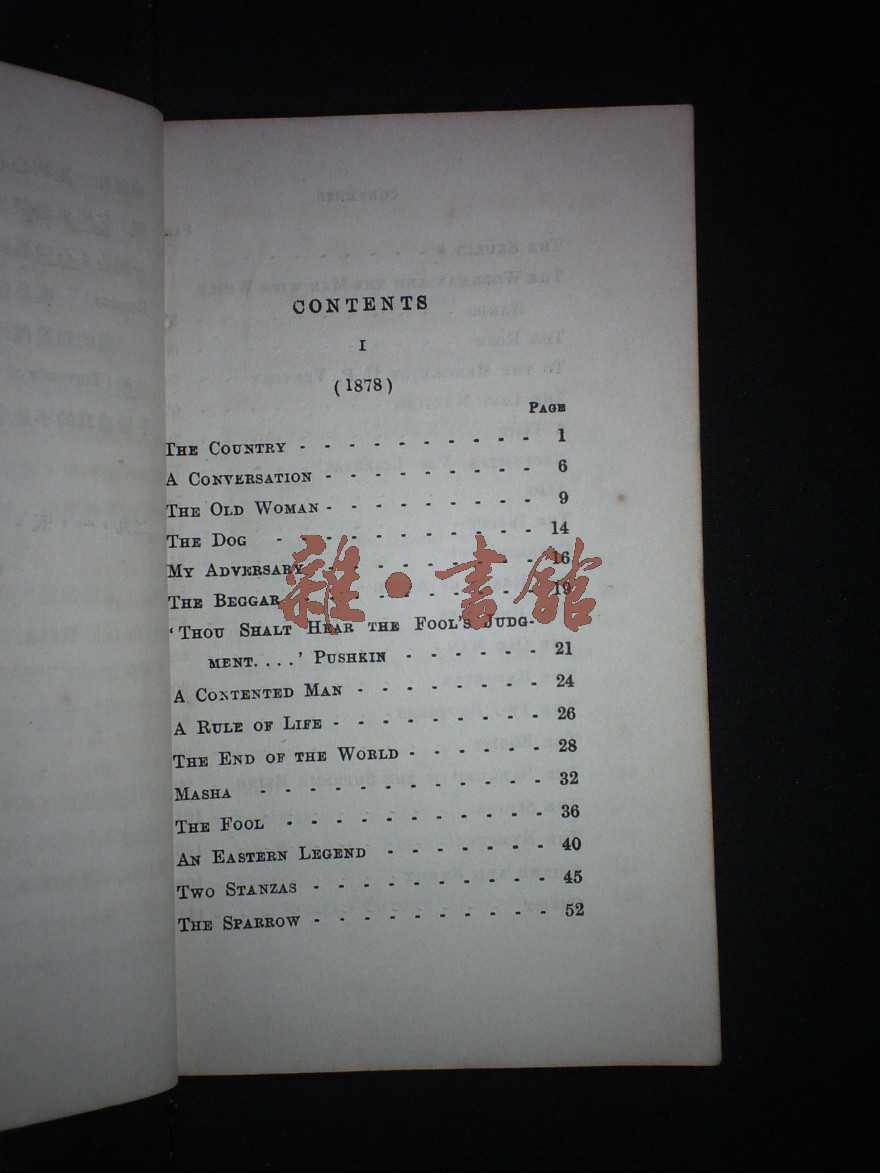 CONTENTS
I
(1878)
PAGE
THE COUNTRY - - - - - - - - - - 1
A CONVERSATION - - - - - - - - - 6
THE OLD WOMAN - - - - - - - - - 9
THE DOG - - - - - - - - - - - 14
MY ADVERSARY - - - - - - - - - 16
THE BEGGAR - - - - - - - - - - 19
'THOU SHALT HEAR THE FOOL'S JUDG-
MENT....' PUSHKIN - - - - - - 21
A CONTENTED MAN - - - - - - - - 24
A RULE OF LIFE - - - - - - - - - 26
THE END OF THE WORLD - - - - - - 28
MASHA - - - - - - - - - - - 32
THE FOOL - - - - - - - - - - 36
AN EASTERN LEGEND - - - - - - - 40
TWO STANZAS - - - - - - - - - - 45
THE SPARROW - - - - - - - - - - 52
雜·書館